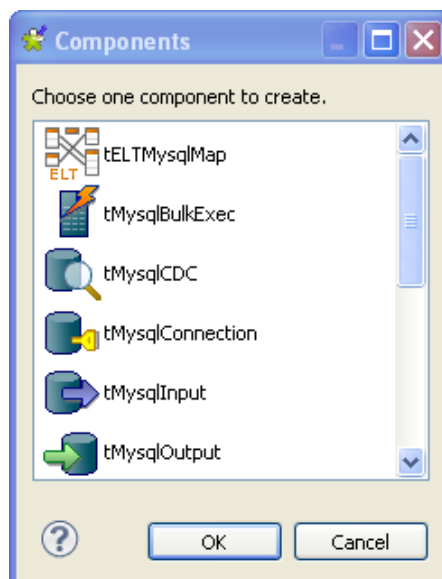 Components
Choose one component to create.
ELT
tELTMysqlMap
tMysqlBulkExec
tMysqlCDC
tMysqlConnection
tMysqlInput
tMysqlOutput
?
OK
Cancel